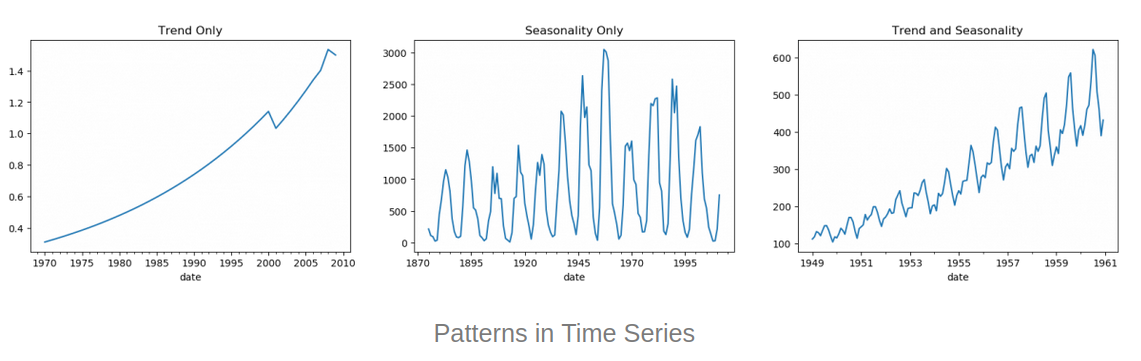 Trend Only
1.4
1.2
1.0
0.8
0.6
0.4
1970 1975 1980 1985 1990 1995 2000 2005 2010
date
Seasonality Only
3000
2500
2000
1500
1000
500
0
1870 1895 1920 1945 1970 1995
date
Trend and Seasonality
600
500
400
300
200
100
1949 1951 1953 1955 1957 1959 1961
date
Patterns in Time Series